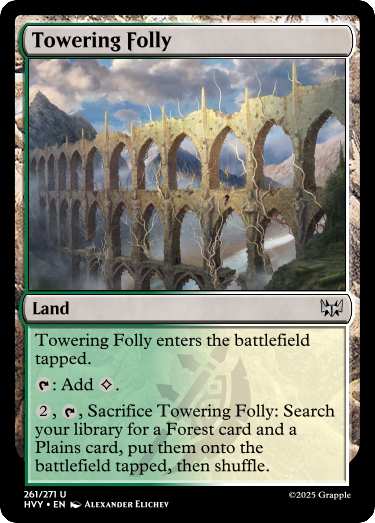 Towering Folly
Land
Towering Folly enters the battlefield
tapped.
: Add .
2, , Sacrifice Towering Folly: Search
your library for a Forest card and a
Plains card, put them onto the
battlefield tapped, then shuffle.
261/271 U
HVY • EN Alexander Elichev
©2025 Grapple